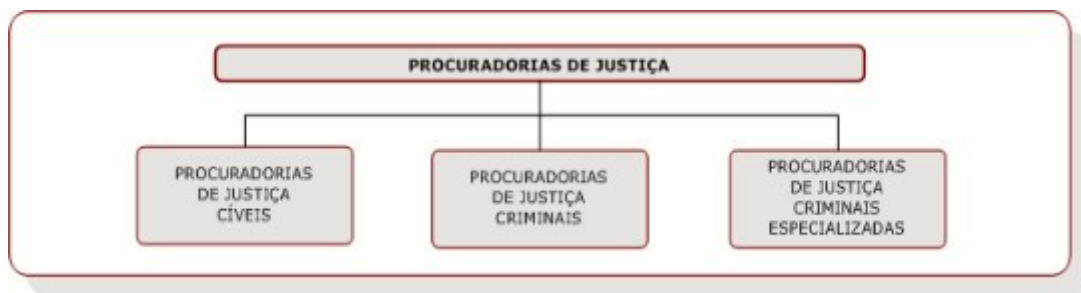 PROCURADORIAS DE JUSTIÇA
PROCURADORIAS
DE JUSTIÇA
CÍVEIS
PROCURADORIAS
DE JUSTIÇA
CRIMINAIS
PROCURADORIAS
DE JUSTIÇA
CRIMINAIS
ESPECIALIZADAS